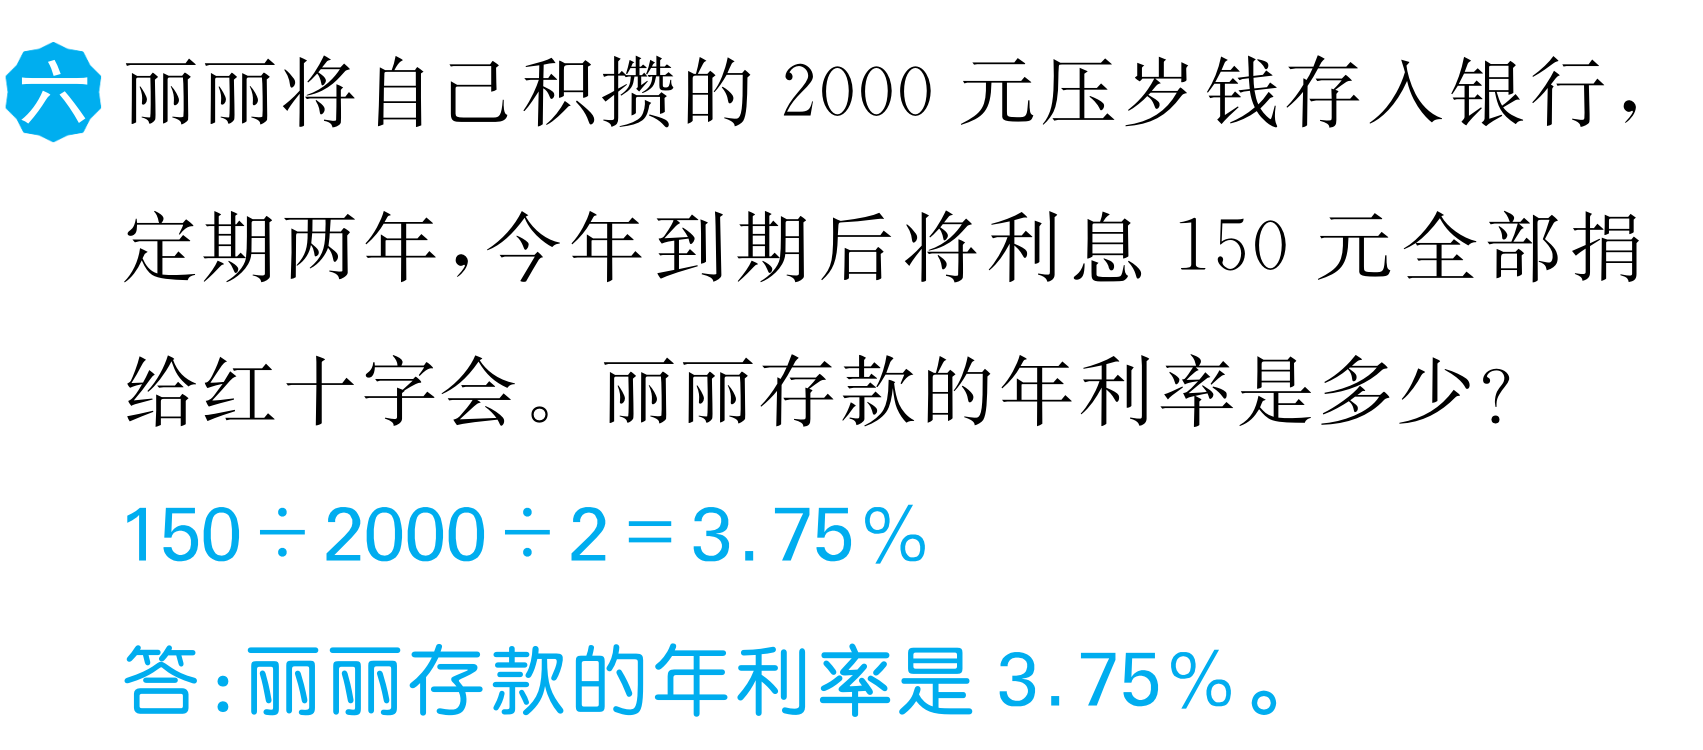 六 丽丽将自己积攒的 2000 元压岁钱存入银行，
定期两年，今年到期后将利息 150 元全部捐
给红十字会。丽丽存款的年利率是多少？
150÷2000÷2=3.75%
答：丽丽存款的年利率是 3.75%。